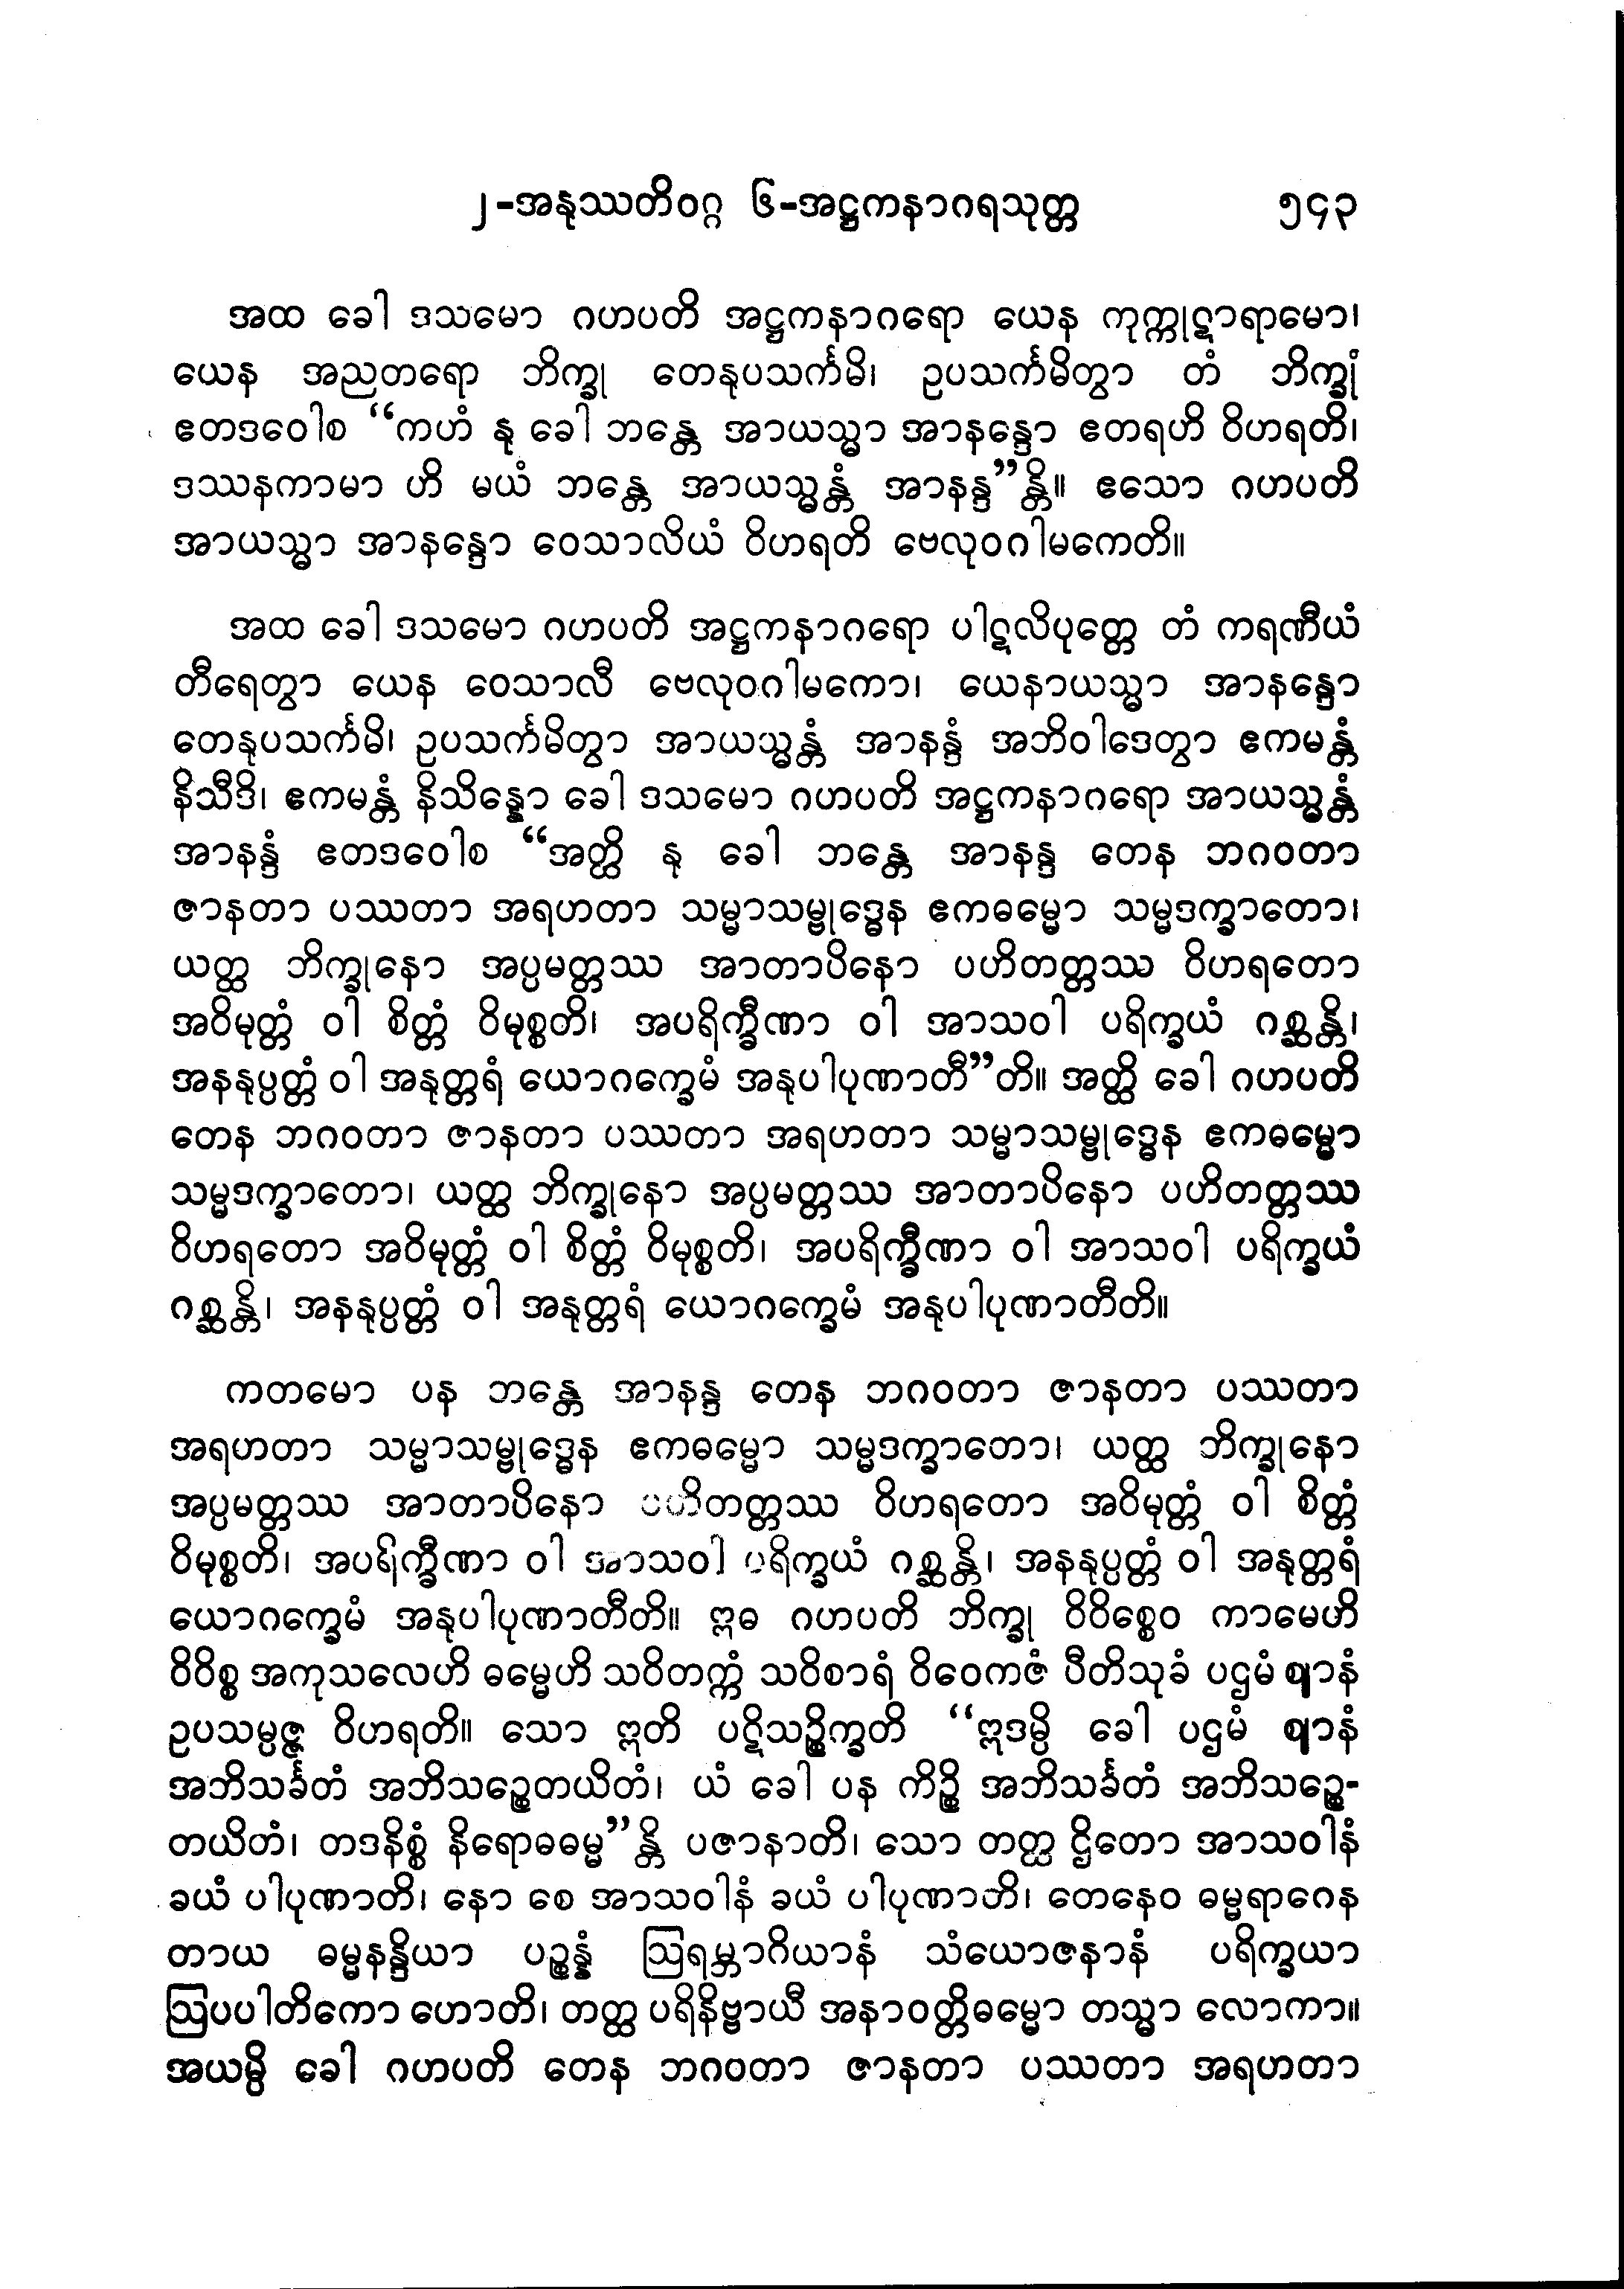 ၂-အနုဿတိဝဂ္ဂ ၆-အဋ္ဌကနာဂရသုတ္တ ၅၄၃
အထ ခေါ ဒသမော ဂဟပတိ အဋ္ဌကနာဂရော ယေန ကုက္ကုဋာရာမော၊
ယေန အညတရော ဘိက္ခု တေနုပသင်္ကမိ၊ ဥပသင်္ကမိတွာ တံ ဘိက္ခုံ
ဧတဒဝေါစ “ကဟံ နု ခေါ ဘန္တေ အာယသ္မာ အာနန္ဒော ဧတရဟိ ဝိဟရတိ၊
ဒဿနကာမာ ဟိ မယံ ဘန္တေ အာယသ္မန္တံ အာနန္ဒ”န္တိ။ ဧသော ဂဟပတိ
အာယသ္မာ အာနန္ဒော ဝေသာလိယံ ဝိဟရတိ ဗေလုဝဂါမကေတိ။
အထ ခေါ ဒသမော ဂဟပတိ အဋ္ဌကနာဂရော ပါဋလိပုတ္တေ တံ ကရဏီယံ
တီရေတွာ ယေန ဝေသာလီ ဗေလုဝဂါမကော၊ ယေနာယသ္မာ အာနန္ဒော
တေနုပသင်္ကမိ၊ ဥပသင်္ကမိတွာ အာယသ္မန္တံ အာနန္ဒံ အဘိဝါဒေတွာ ဧကမန္တံ
နိသီဒိ၊ ဧကမန္တံ နိသိန္နော ခေါ ဒသမော ဂဟပတိ အဋ္ဌကနာဂရော အာယသ္မန္တံ
အာနန္ဒံ ဧတဒဝေါစ “အတ္ထိ နု ခေါ ဘန္တေ အာနန္ဒ တေန ဘဂဝတာ
ဇာနတာ ပဿတာ အရဟတာ သမ္မာသမ္ဗုဒ္ဓေန ဧကဓမ္မော သမ္မဒက္ခာတော၊
ယတ္ထ ဘိက္ခုနော အပ္ပမတ္တဿ အာတာပိနော ပဟိတတ္တဿ ဝိဟရတော
အဝိမုတ္တံ ဝါ စိတ္တံ ဝိမုစ္စတိ၊ အပရိက္ခီဏာ ဝါ အာသဝါ ပရိက္ခယံ ဂစ္ဆန္တိ၊
အနနုပ္ပတ္တံ ဝါ အနုတ္တရံ ယောဂက္ခေမံ အနုပါပုဏာတီ”တိ။ အတ္ထိ ခေါ ဂဟပတိ
တေန ဘဂဝတာ ဇာနတာ ပဿတာ အရဟတာ သမ္မာသမ္ဗုဒ္ဓေန ဧကဓမ္မော
သမ္မဒက္ခာတော၊ ယတ္ထ ဘိက္ခုနော အပ္ပမတ္တဿ အာတာပိနော ပဟိတတ္တဿ
ဝိဟရတော အဝိမုတ္တံ ဝါ စိတ္တံ ဝိမုစ္စတိ၊ အပရိက္ခီဏာ ဝါ အာသဝါ ပရိက္ခယံ
ဂစ္ဆန္တိ၊ အနနုပ္ပတ္တံ ဝါ အနုတ္တရံ ယောဂက္ခေမံ အနုပါပုဏာတီတိ။
ကတမော ပန ဘန္တေ အာနန္ဒ တေန ဘဂဝတာ ဇာနတာ ပဿတာ
အရဟတာ သမ္မာသမ္ဗုဒ္ဓေန ဧကဓမ္မော သမ္မဒက္ခာတော၊ ယတ္ထ ဘိက္ခုနော
အပ္ပမတ္တဿ အာတာပိနော ပဟိတတ္တဿ ဝိဟရတော အဝိမုတ္တံ ဝါ စိတ္တံ
ဝိမုစ္စတိ၊ အပရိက္ခီဏာ ဝါ အာသဝါ ပရိက္ခယံ ဂစ္ဆန္တိ၊ အနနုပ္ပတ္တံ ဝါ အနုတ္တရံ
ယောဂက္ခေမံ အနုပါပုဏာတီတိ။ ဣဓ ဂဟပတိ ဘိက္ခု ဝိဝိစ္စေဝ ကာမေဟိ
ဝိဝိစ္စ အကုသလေဟိ ဓမ္မေဟိ သဝိတက္ကံ သဝိစာရံ ဝိဝေကဇံ ပီတိသုခံ ပဌမံ ဈာနံ
ဥပသမ္ပဇ္ဇ ဝိဟရတိ။ သော ဣတိ ပဋိသဉ္စိက္ခတိ “ဣဒမ္ပိ ခေါ ပဌမံ ဈာနံ
အဘိသင်္ခတံ အဘိသဉ္စေတယိတံ၊ ယံ ခေါ ပန ကိဉ္စိ အဘိသင်္ခတံ အဘိသဉ္စေ-
တယိတံ၊ တဒနိစ္စံ နိရောဓဓမ္မ”န္တိ ပဇာနာတိ၊ သော တတ္ထ ဌိတော အာသဝါနံ
ခယံ ပါပုဏာတိ၊ နော စေ အာသဝါနံ ခယံ ပါပုဏာတိ၊ တေနေဝ ဓမ္မရာဂေန
တာယ ဓမ္မနန္ဒိယာ ပဉ္စန္နံ ဩရမ္ဘာဂိယာနံ သံယောဇနာနံ ပရိက္ခယာ
ဩပပါတိကော ဟောတိ၊ တတ္ထ ပရိနိဗ္ဗာယီ အနာဝတ္တိဓမ္မော တသ္မာ လောကာ။
အယမ္ပိ ခေါ ဂဟပတိ တေန ဘဂဝတာ ဇာနတာ ပဿတာ အရဟတာ